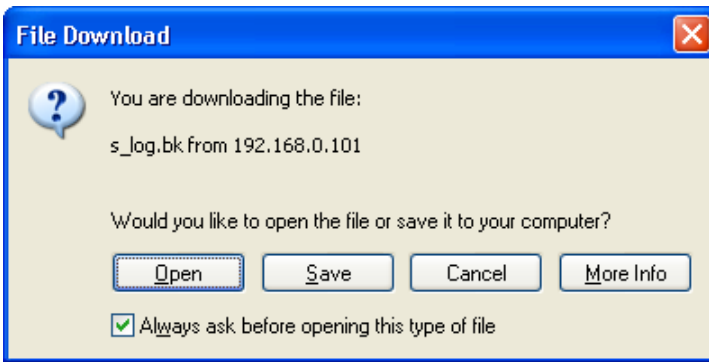 File Download
You are downloading the file:
s_log.bk from 192.168.0.101
Would you like to open the file or save it to your computer?
Open Save Cancel More Info
Always ask before opening this type of file